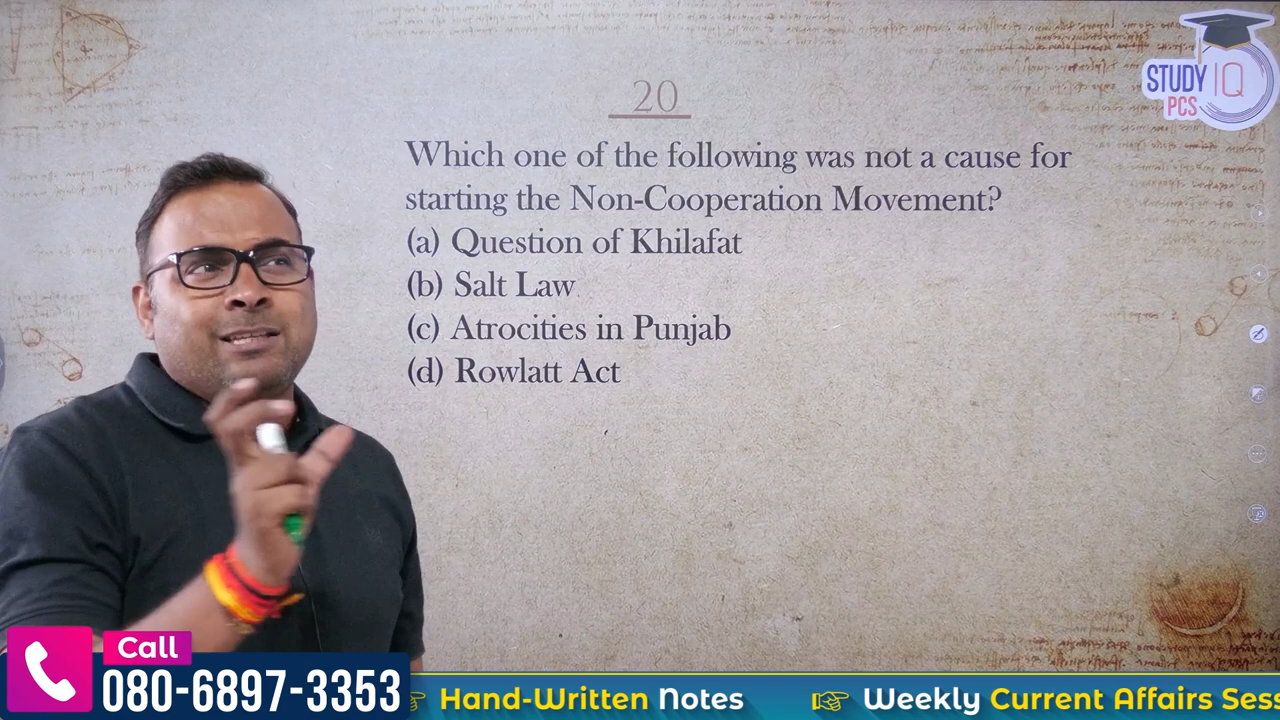 STUDY IQ
PCS
20
Which one of the following was not a cause for
starting the Non-Cooperation Movement?
(a) Question of Khilafat
(b) Salt Law
(c) Atrocities in Punjab
(d) Rowlatt Act
Call
080-6897-3353
Hand-Written Notes
Weekly Current Affairs Sess